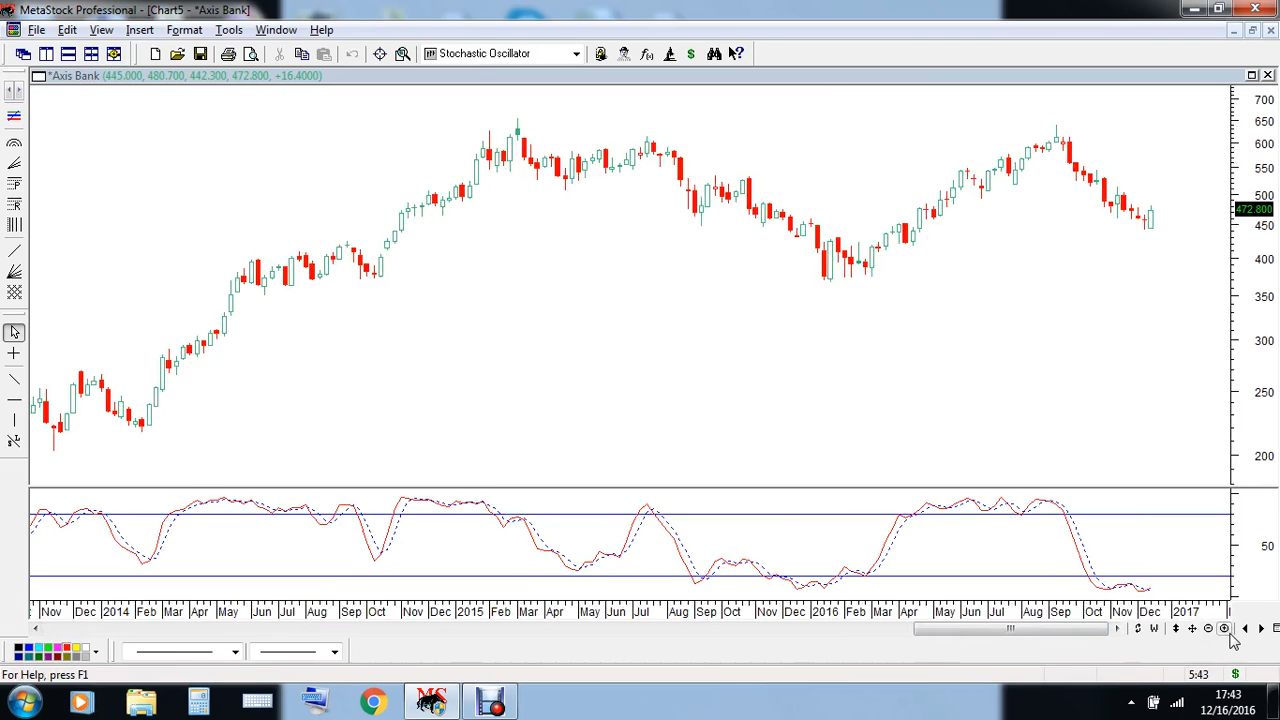 MetaStock Professional - [Chart5 - *Axis Bank]
File Edit View Insert Format Tools Window Help
Stochastic Oscillator
*Axis Bank (445.000, 480.700, 442.300, 472.800, +16.4000)
700
650
600
550
500
472.800
450
400
350
300
250
200
50
Nov Dec 2014 Feb Mar Apr May Jun Jul Aug Sep Oct Nov Dec 2015 Feb Mar Apr May Jun Jul Aug Sep Oct Nov Dec 2016 Feb Mar Apr May Jun Jul Aug Sep Oct Nov Dec 2017
For Help, press F1
5:43
17:43
12/16/2016